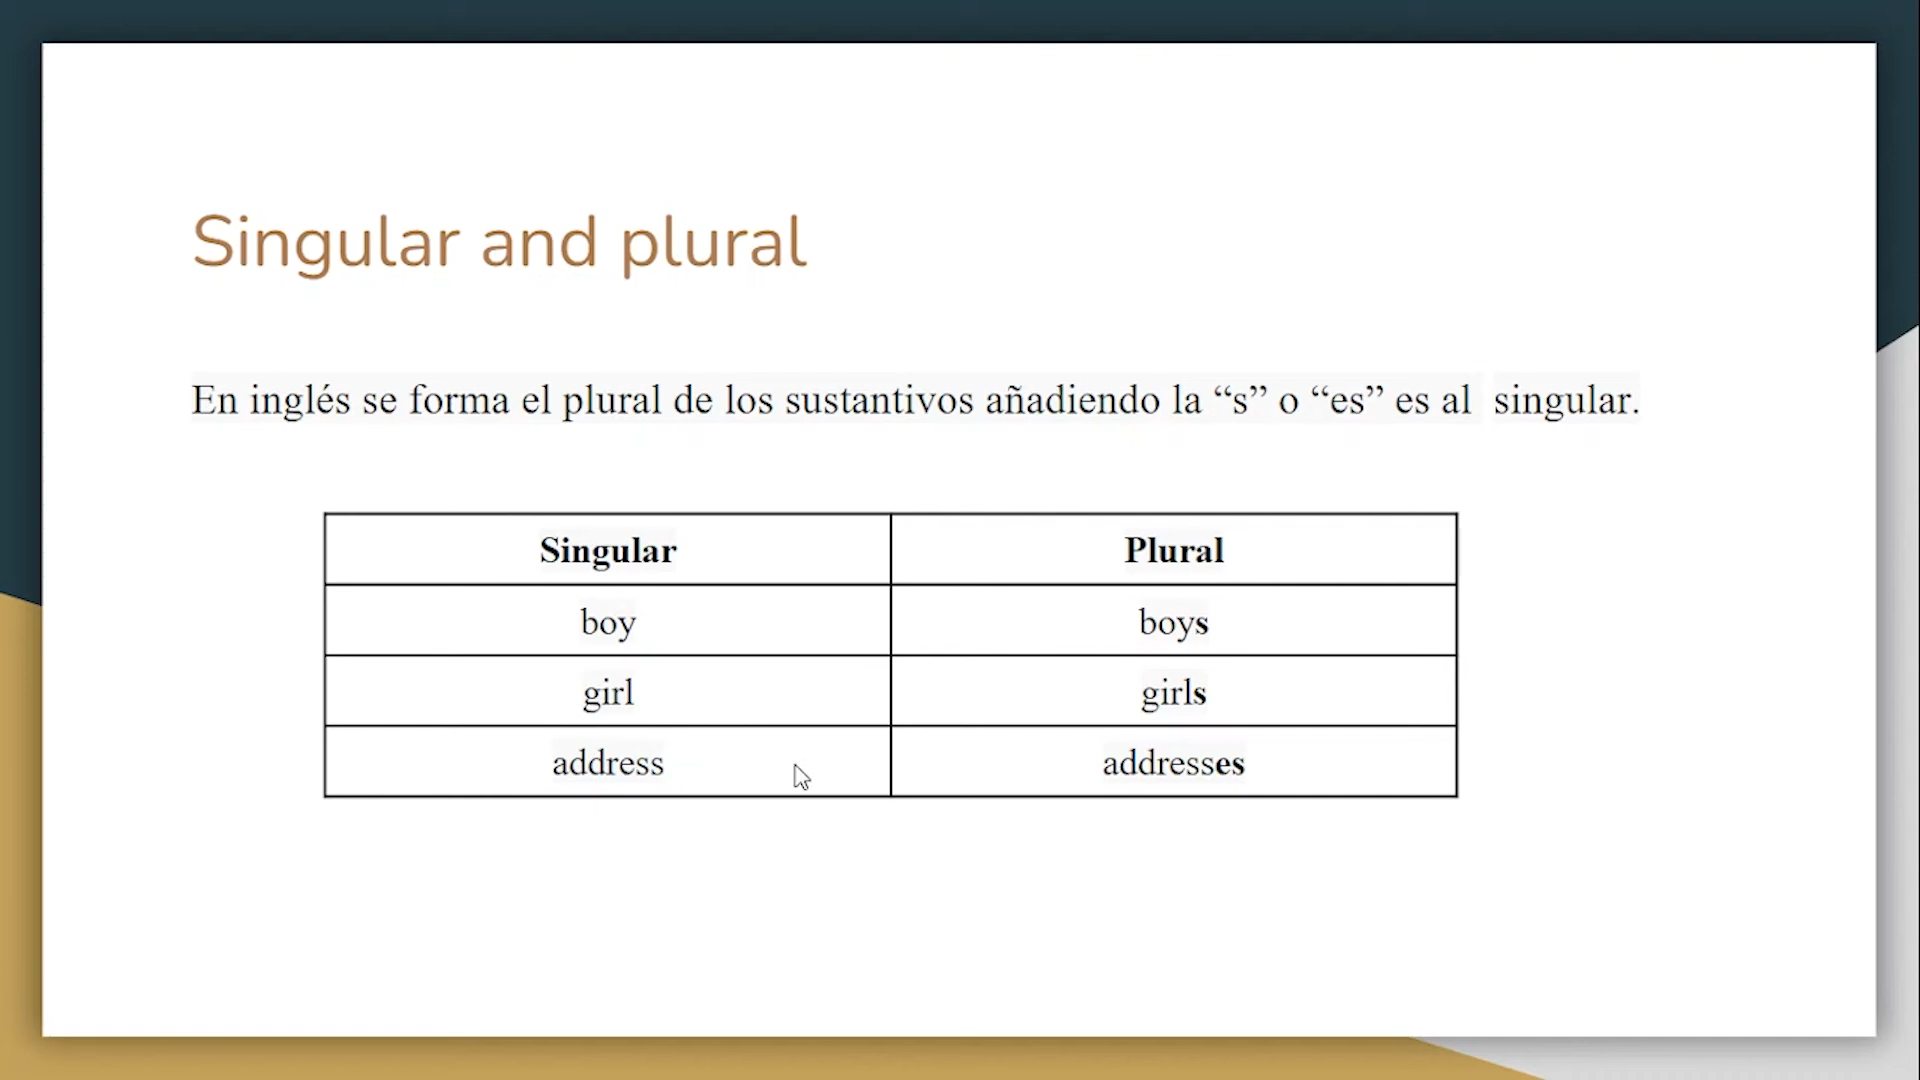 Singular and plural
En inglés se forma el plural de los sustantivos añadiendo la “s” o “es” es al singular.
Singular Plural
boy boys
girl girls
address addresses